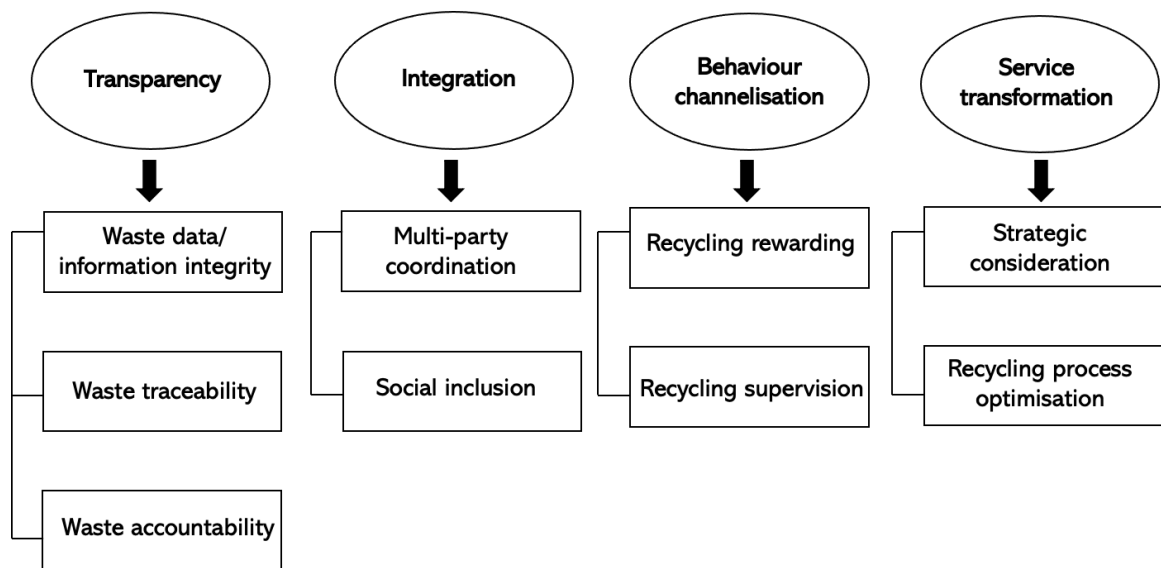 Transparency
Waste data/
information integrity
Waste traceability
Waste accountability
Integration
Multi-party
coordination
Social inclusion
Behaviour
channelisation
Recycling rewarding
Recycling supervision
Service
transformation
Strategic
consideration
Recycling process
optimisation